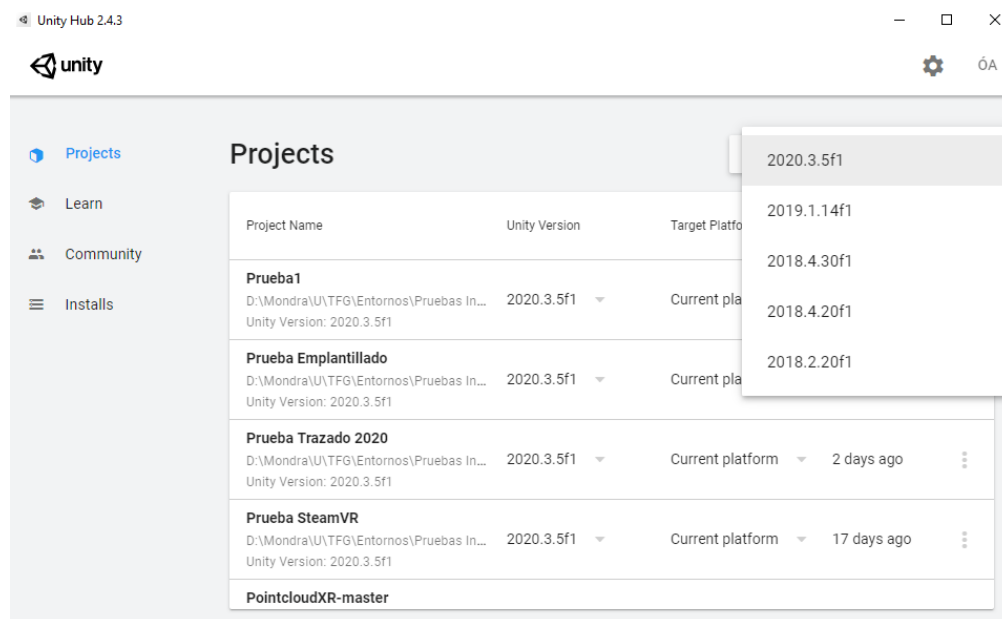 Unity Hub 2.4.3
unity
ÓA
Projects
Learn
Community
Installs
Projects
2020.3.5f1
2019.1.14f1
2018.4.30f1
2018.4.20f1
2018.2.20f1
Project Name Unity Version Target Platfo
Prueba1
D:\Mondra\U\TFG\Entornos\Pruebas In... 2020.3.5f1 Current pla
Unity Version: 2020.3.5f1
Prueba Emplantillado
D:\Mondra\U\TFG\Entornos\Pruebas In... 2020.3.5f1 Current pla
Unity Version: 2020.3.5f1
Prueba Trazado 2020
D:\Mondra\U\TFG\Entornos\Pruebas In... 2020.3.5f1 Current platform 2 days ago
Unity Version: 2020.3.5f1
Prueba SteamVR
D:\Mondra\U\TFG\Entornos\Pruebas In... 2020.3.5f1 Current platform 17 days ago
Unity Version: 2020.3.5f1
PointcloudXR-master